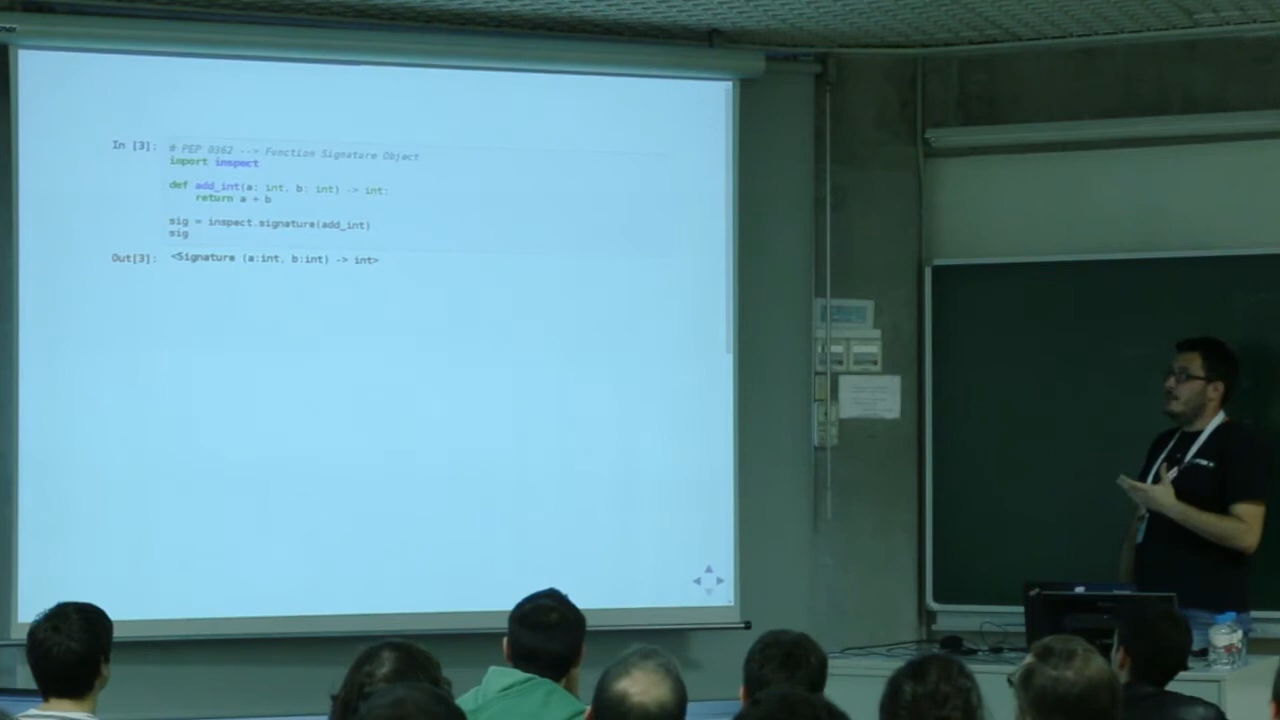 In [3]: # PEP 0362 --> Function Signature Object
import inspect
def add_int(a: int, b: int) -> int:
return a + b
sig = inspect.signature(add_int)
sig
Out[3]: <Signature (a:int, b:int) -> int>